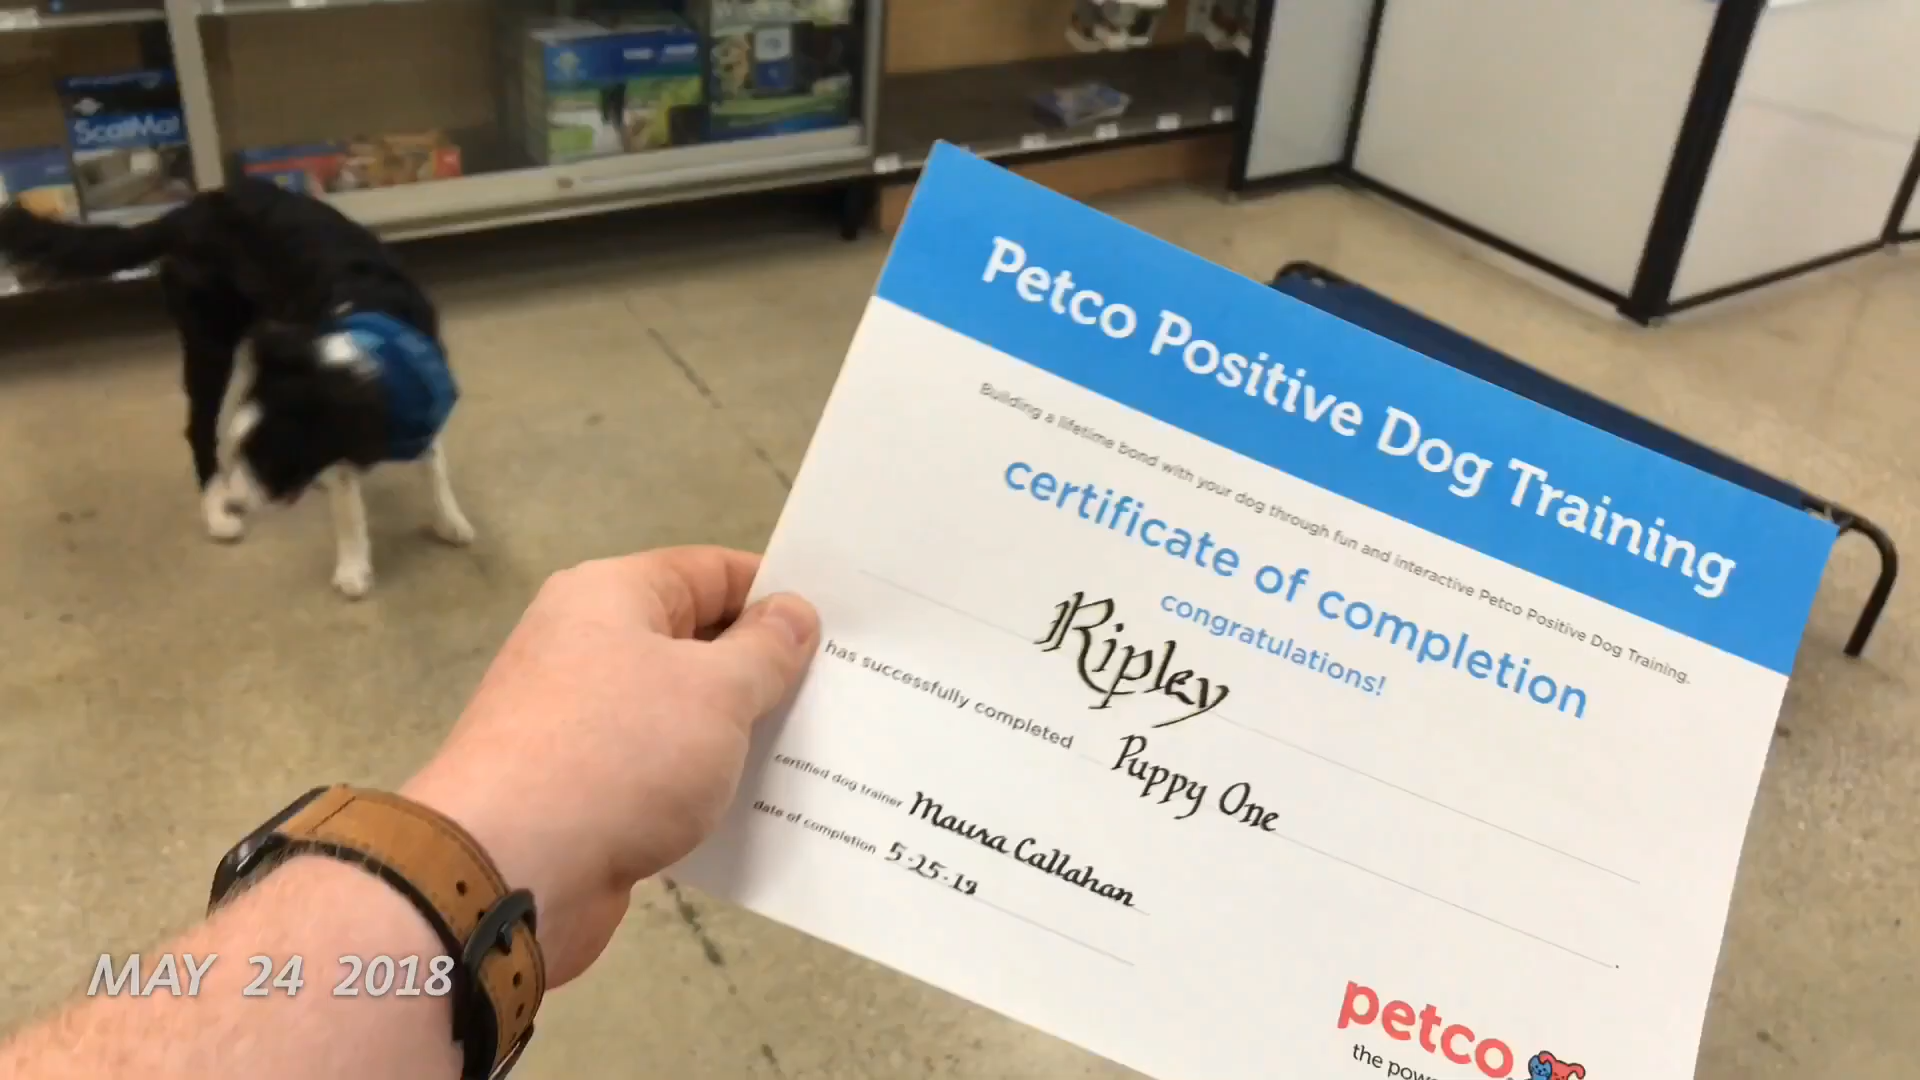 ScatMat
Petco Positive Dog Training
Building a lifetime bond with your dog through fun and interactive Petco Positive Dog Training.
certificate of completion
congratulations!
Ripley
has successfully completed Puppy One
certified dog trainer Maura Callahan
date of completion 5-25-18
petco
the pow
MAY 24 2018